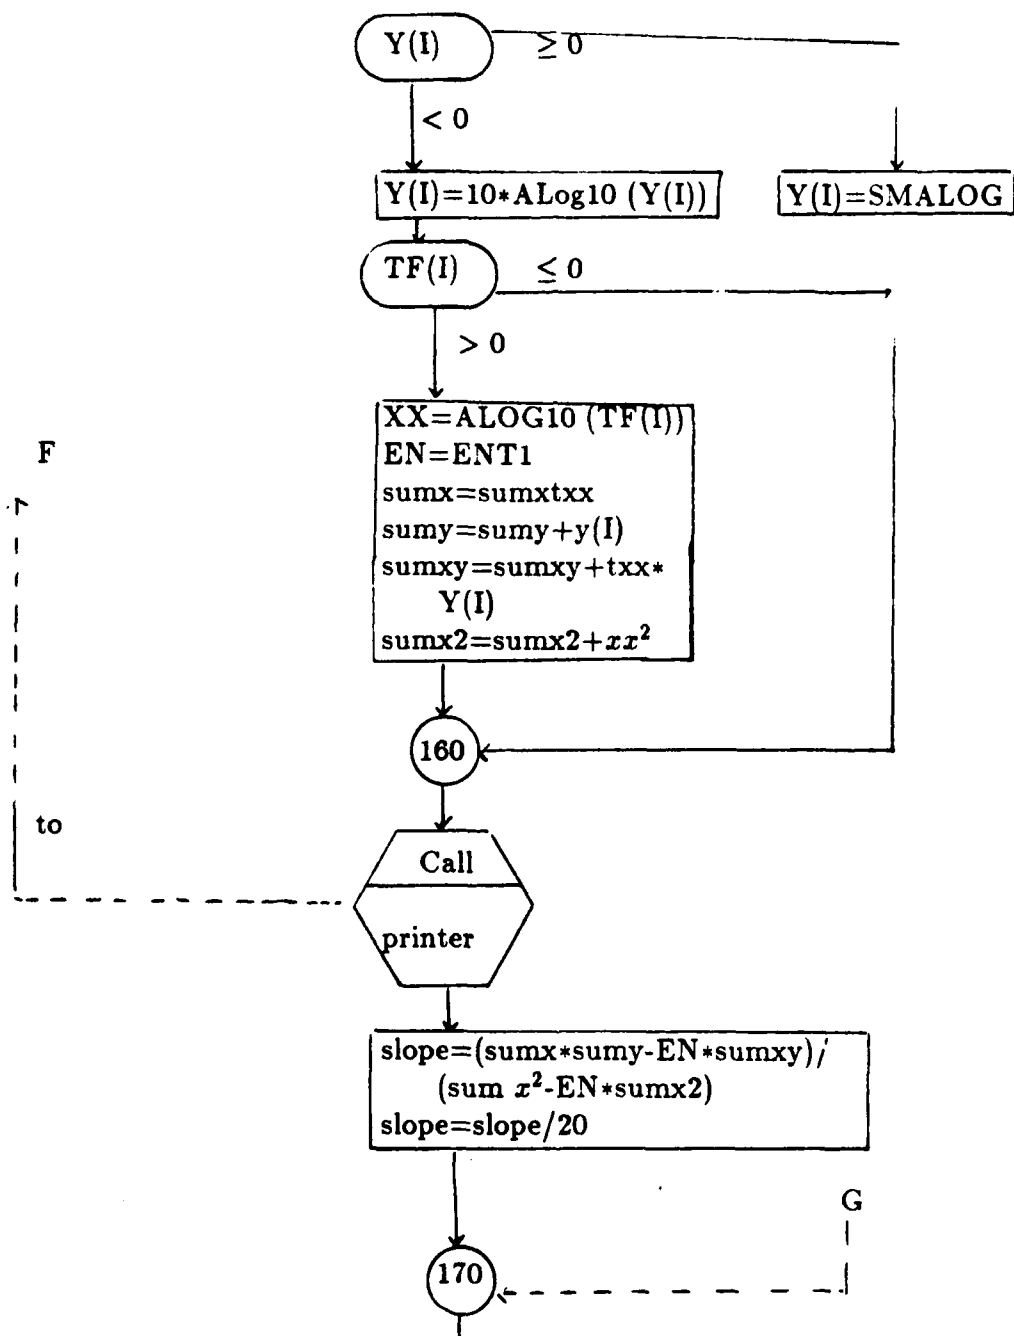 Y(I) ≥ 0
< 0
Y(I)=10*ALog10 (Y(I))
Y(I)=SMALOG
TF(I) ≤ 0
> 0
XX=ALOG10 (TF(I))
EN=ENT1
sumx=sumxtxx
sumy=sumy+y(I)
sumxy=sumxy+txx*
Y(I)
sumx2=sumx2+xx²
F
to
160
Call
printer
slope=(sumx*sumy-EN*sumxy)/
(sum x²-EN*sumx2)
slope=slope/20
G
170